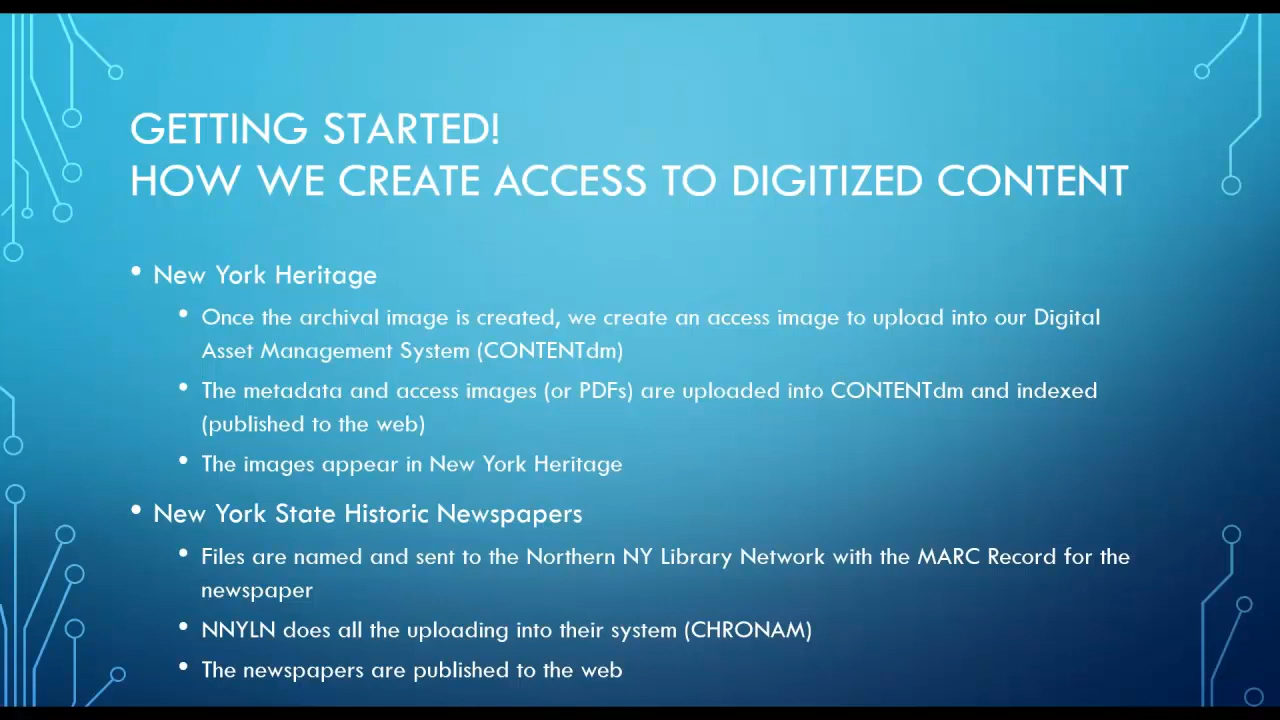 GETTING STARTED!
HOW WE CREATE ACCESS TO DIGITIZED CONTENT
• New York Heritage
• Once the archival image is created, we create an access image to upload into our Digital
Asset Management System (CONTENTdm)
• The metadata and access images (or PDFs) are uploaded into CONTENTdm and indexed
(published to the web)
• The images appear in New York Heritage
• New York State Historic Newspapers
• Files are named and sent to the Northern NY Library Network with the MARC Record for the
newspaper
• NNYLN does all the uploading into their system (CHRONAM)
• The newspapers are published to the web